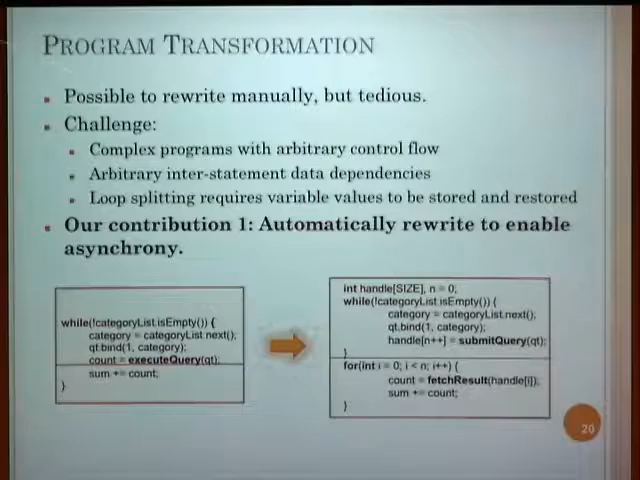 PROGRAM TRANSFORMATION
Possible to rewrite manually, but tedious.
Challenge:
Complex programs with arbitrary control flow
Arbitrary inter-statement data dependencies
Loop splitting requires variable values to be stored and restored
Our contribution 1: Automatically rewrite to enable
asynchrony.
while(!categoryList.isEmpty()) {
category = categoryList.next();
qt.bind(1, category);
count = executeQuery(qt);
sum += count;
}
int handle[SIZE], n = 0;
while(!categoryList.isEmpty()) {
category = categoryList.next();
qt.bind(1, category);
handle[n++] = submitQuery(qt);
}
for(int i = 0; i < n; i++) {
count = fetchResult(handle[i]);
sum += count;
}
20